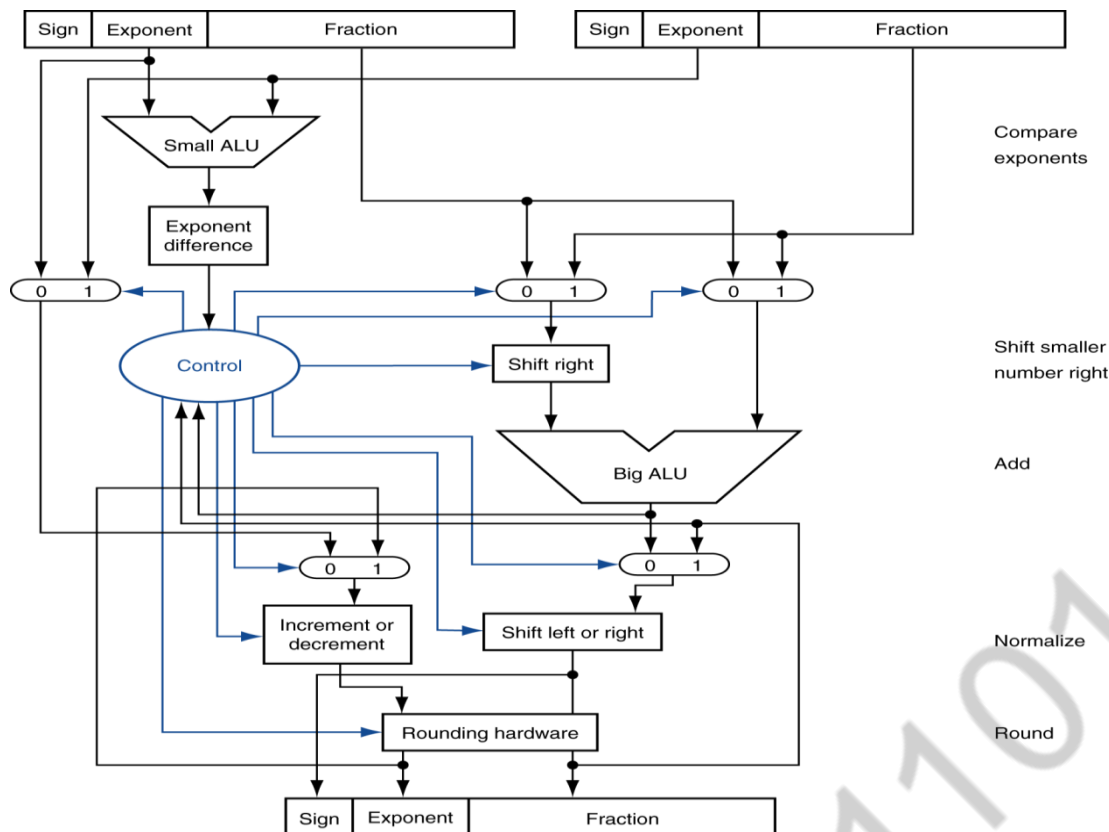 Sign Exponent Fraction Sign Exponent Fraction
Small ALU
Compare
exponents
Exponent
difference
0 1 0 1 0 1
Control
Shift right
Shift smaller
number right
Big ALU
Add
0 1 0 1
Increment or
decrement
Shift left or right
Normalize
Rounding hardware
Round
Sign Exponent Fraction
1101